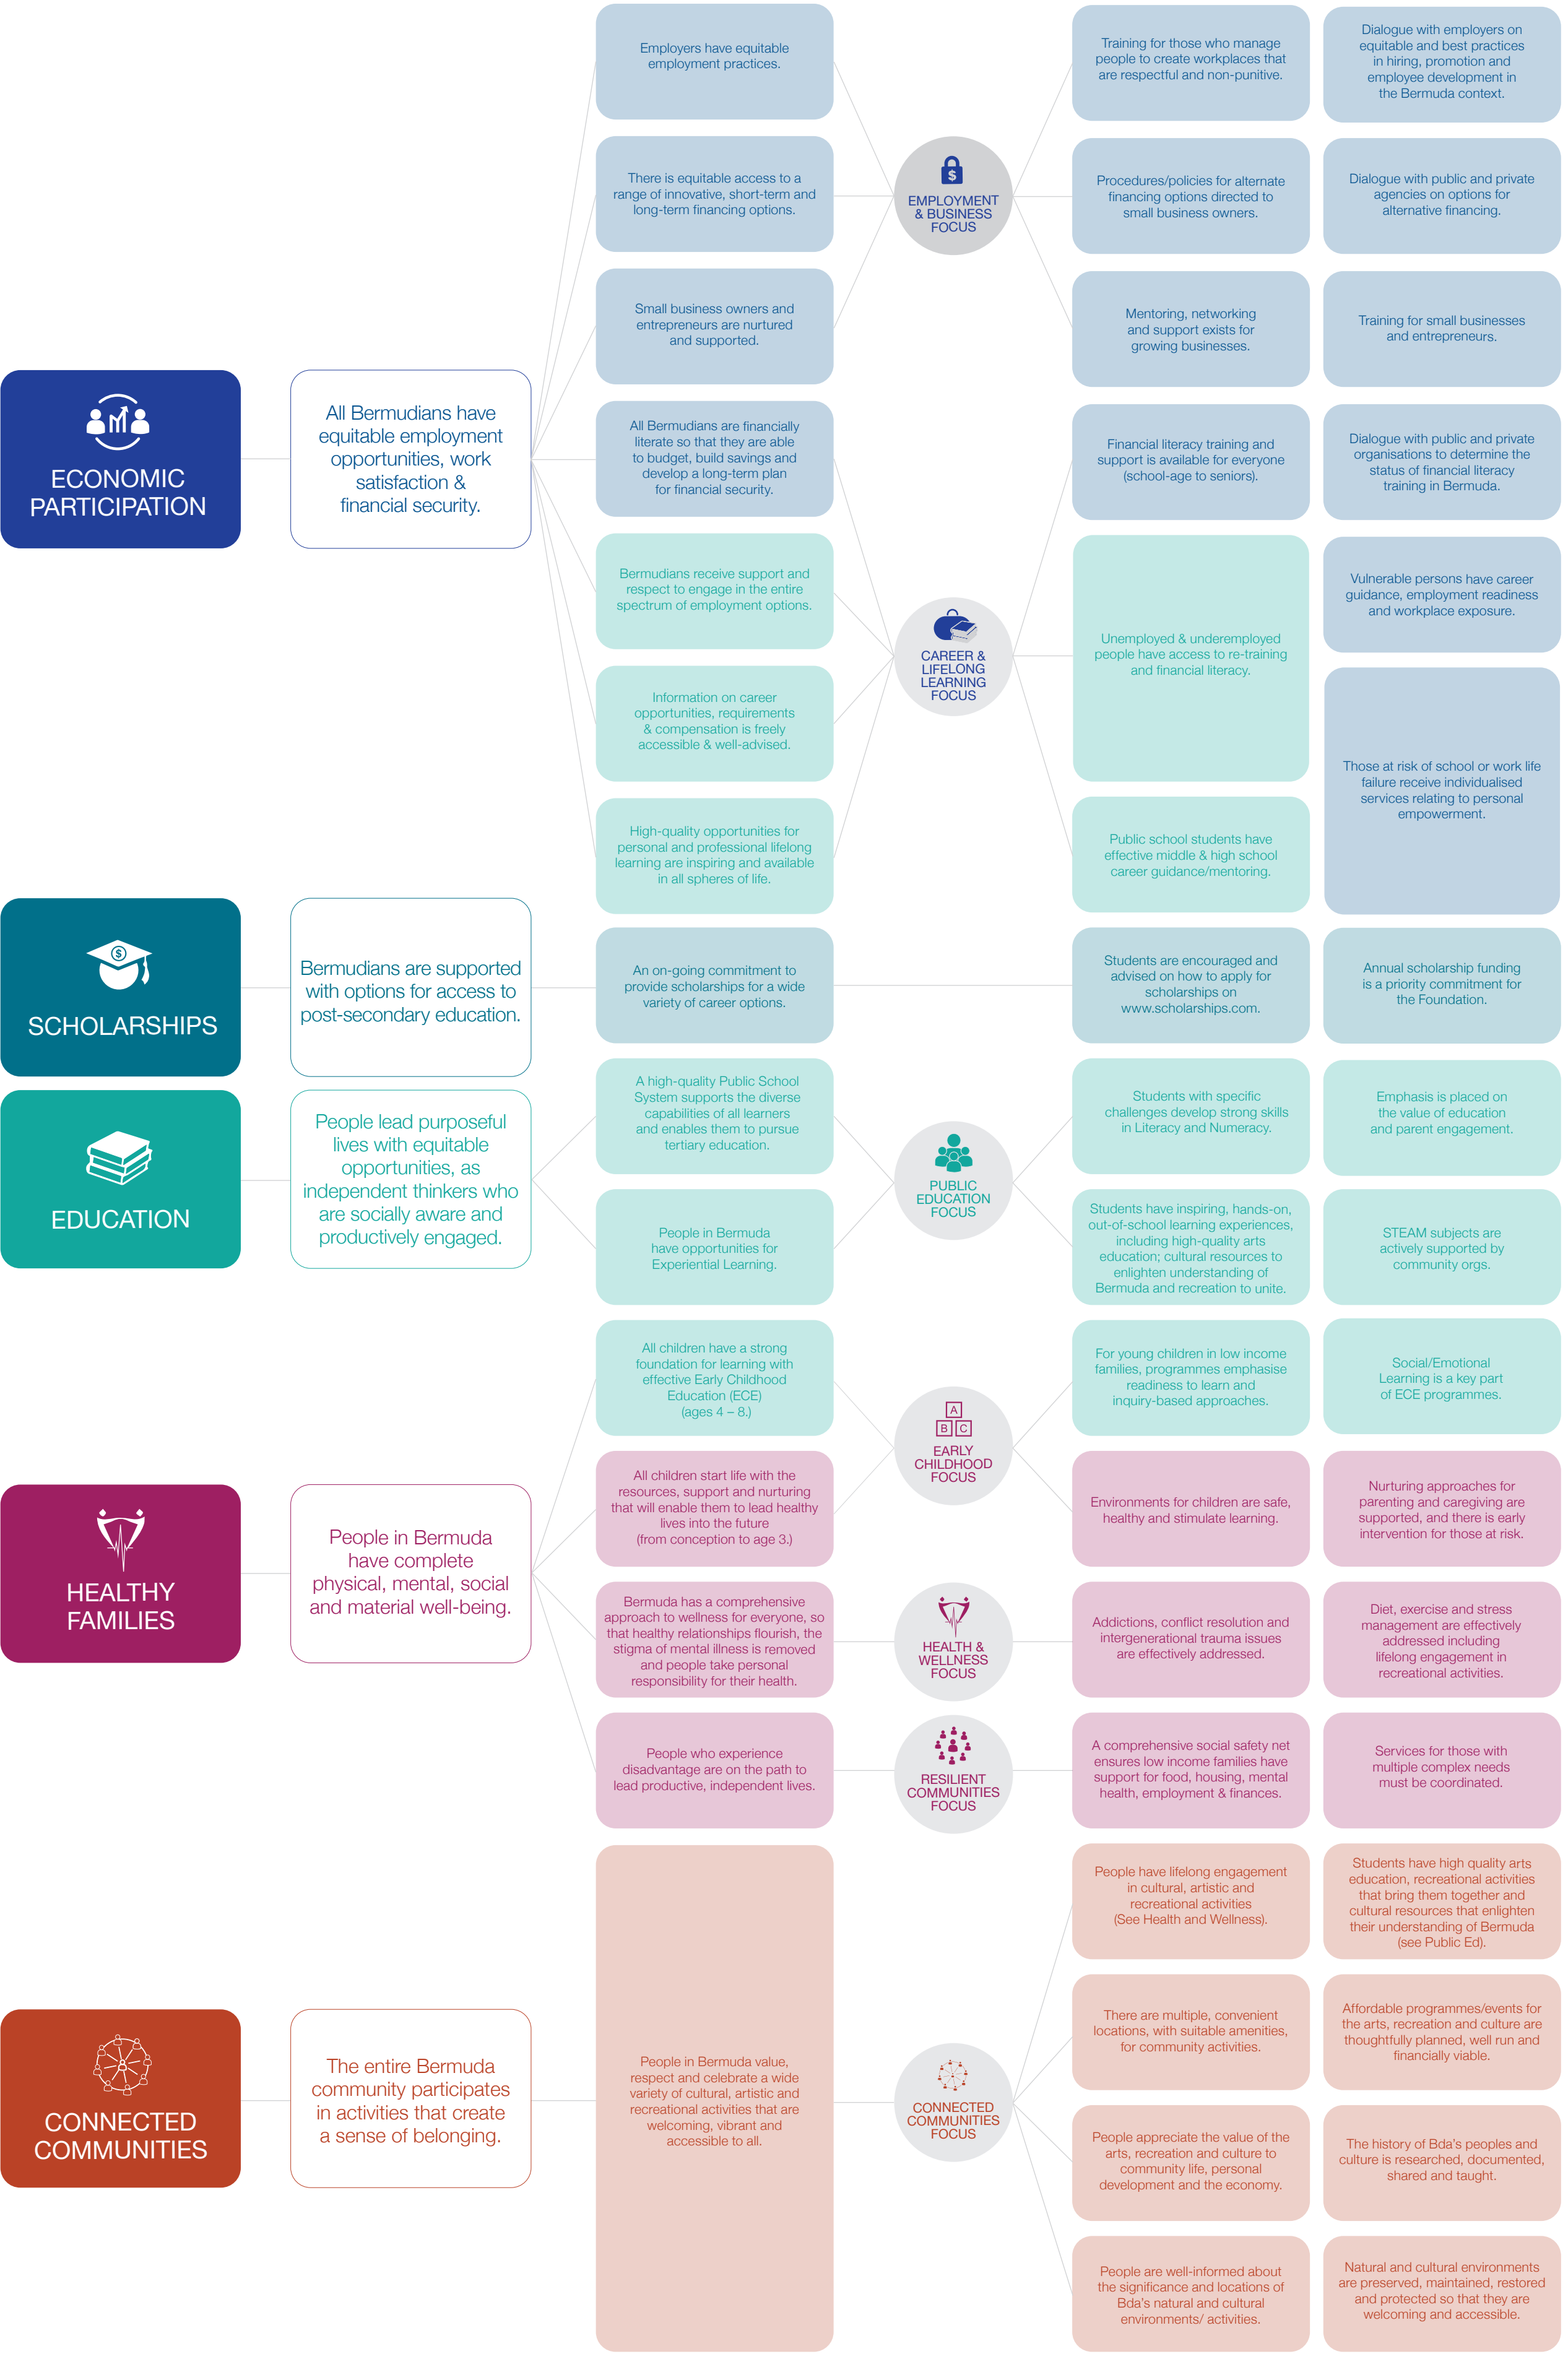 Employers have equitable
employment practices.
There is equitable access to a
range of innovative, short-term and
long-term financing options.
Small business owners and
entrepreneurs are nurtured
and supported.
$
EMPLOYMENT
& BUSINESS
FOCUS
Training for those who manage
people to create workplaces that
are respectful and non-punitive.
Dialogue with employers on
equitable and best practices
in hiring, promotion and
employee development in
the Bermuda context.
Procedures/policies for alternate
financing options directed to
small business owners.
Dialogue with public and private
agencies on options for
alternative financing.
Mentoring, networking
and support exists for
growing businesses.
Training for small businesses
and entrepreneurs.
ECONOMIC
PARTICIPATION
All Bermudians have
equitable employment
opportunities, work
satisfaction &
financial security.
All Bermudians are financially
literate so that they are able
to budget, build savings and
develop a long-term plan
for financial security.
Bermudians receive support and
respect to engage in the entire
spectrum of employment options.
Information on career
opportunities, requirements
& compensation is freely
accessible & well-advised.
High-quality opportunities for
personal and professional lifelong
learning are inspiring and available
in all spheres of life.
CAREER &
LIFELONG
LEARNING
FOCUS
Financial literacy training and
support is available for everyone
(school-age to seniors).
Dialogue with public and private
organisations to determine the
status of financial literacy
training in Bermuda.
Unemployed & underemployed
people have access to re-training
and financial literacy.
Vulnerable persons have career
guidance, employment readiness
and workplace exposure.
Those at risk of school or work life
failure receive individualised
services relating to personal
empowerment.
Public school students have
effective middle & high school
career guidance/mentoring.
$
SCHOLARSHIPS
Bermudians are supported
with options for access to
post-secondary education.
An on-going commitment to
provide scholarships for a wide
variety of career options.
Students are encouraged and
advised on how to apply for
scholarships on
www.scholarships.com.
Annual scholarship funding
is a priority commitment for
the Foundation.
EDUCATION
People lead purposeful
lives with equitable
opportunities, as
independent thinkers who
are socially aware and
productively engaged.
A high-quality Public School
System supports the diverse
capabilities of all learners
and enables them to pursue
tertiary education.
People in Bermuda
have opportunities for
Experiential Learning.
PUBLIC
EDUCATION
FOCUS
Students with specific
challenges develop strong skills
in Literacy and Numeracy.
Emphasis is placed on
the value of education
and parent engagement.
Students have inspiring, hands-on,
out-of-school learning experiences,
including high-quality arts
education; cultural resources to
enlighten understanding of
Bermuda and recreation to unite.
STEAM subjects are
actively supported by
community orgs.
HEALTHY
FAMILIES
People in Bermuda
have complete
physical, mental, social
and material well-being.
All children have a strong
foundation for learning with
effective Early Childhood
Education (ECE)
(ages 4 – 8.)
All children start life with the
resources, support and nurturing
that will enable them to lead healthy
lives into the future
(from conception to age 3.)
A
B C
EARLY
CHILDHOOD
FOCUS
For young children in low income
families, programmes emphasise
readiness to learn and
inquiry-based approaches.
Social/Emotional
Learning is a key part
of ECE programmes.
Environments for children are safe,
healthy and stimulate learning.
Nurturing approaches for
parenting and caregiving are
supported, and there is early
intervention for those at risk.
Bermuda has a comprehensive
approach to wellness for everyone, so
that healthy relationships flourish, the
stigma of mental illness is removed
and people take personal
responsibility for their health.
HEALTH &
WELLNESS
FOCUS
Addictions, conflict resolution and
intergenerational trauma issues
are effectively addressed.
Diet, exercise and stress
management are effectively
addressed including
lifelong engagement in
recreational activities.
People who experience
disadvantage are on the path to
lead productive, independent lives.
RESILIENT
COMMUNITIES
FOCUS
A comprehensive social safety net
ensures low income families have
support for food, housing, mental
health, employment & finances.
Services for those with
multiple complex needs
must be coordinated.
CONNECTED
COMMUNITIES
The entire Bermuda
community participates
in activities that create
a sense of belonging.
People in Bermuda value,
respect and celebrate a wide
variety of cultural, artistic and
recreational activities that are
welcoming, vibrant and
accessible to all.
CONNECTED
COMMUNITIES
FOCUS
People have lifelong engagement
in cultural, artistic and
recreational activities
(See Health and Wellness).
Students have high quality arts
education, recreational activities
that bring them together and
cultural resources that enlighten
their understanding of Bermuda
(see Public Ed).
There are multiple, convenient
locations, with suitable amenities,
for community activities.
Affordable programmes/events for
the arts, recreation and culture are
thoughtfully planned, well run and
financially viable.
People appreciate the value of the
arts, recreation and culture to
community life, personal
development and the economy.
The history of Bda's peoples and
culture is researched, documented,
shared and taught.
People are well-informed about
the significance and locations of
Bda's natural and cultural
environments/ activities.
Natural and cultural environments
are preserved, maintained, restored
and protected so that they are
welcoming and accessible.